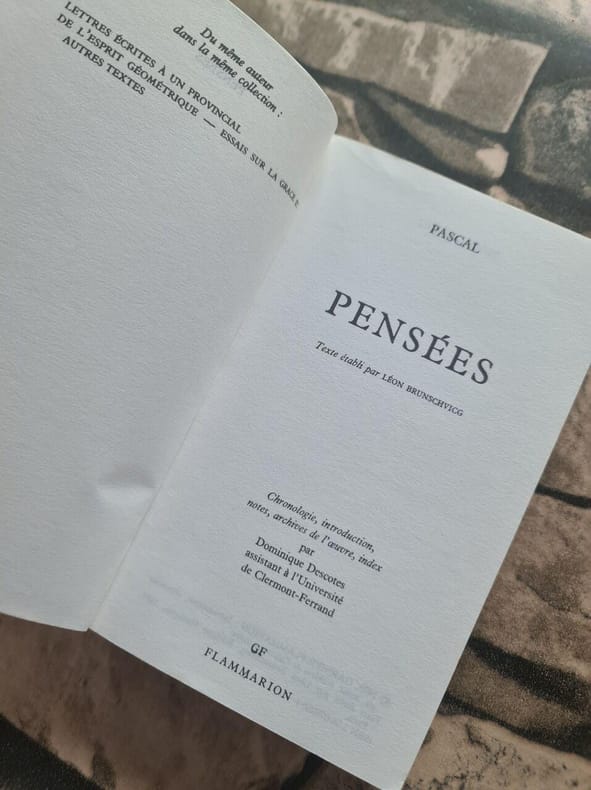 Du même auteur
dans la même collection :
LETTRES ÉCRITES À UN PROVINCIAL
DE L'ESPRIT GÉOMÉTRIQUE — ESSAIS SUR LA GRACE
AUTRES TEXTES
PASCAL
PENSÉES
Texte établi par LÉON BRUNSCHVICG
Chronologie, introduction,
notes, archives de l'œuvre, index
par
Dominique Descotes
assistant à l'Université
de Clermont-Ferrand
GF
FLAMMARION